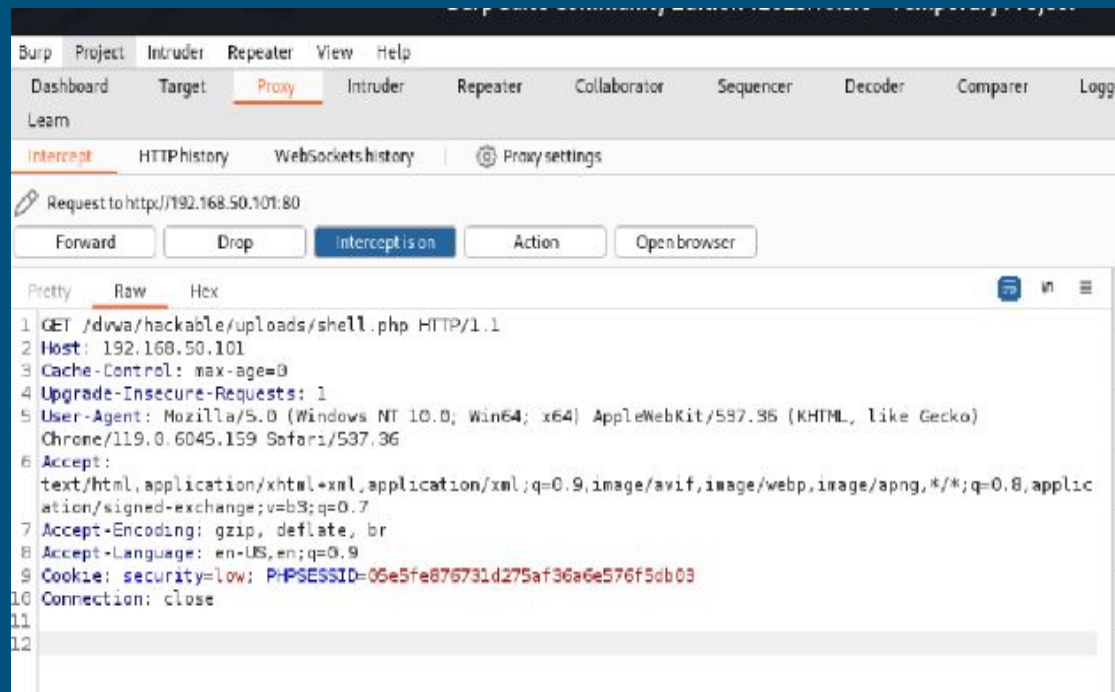 Burp Project Intruder Repeater View Help
Dashboard Target Proxy Intruder Repeater Collaborator Sequencer Decoder Comparer Logg
Learn
Intercept HTTP history WebSockets history Proxy settings
Request to http://192.168.50.101:80
Forward Drop Intercept is on Action Open browser
Pretty Raw Hex
1 GET /dvwa/hackable/uploads/shell.php HTTP/1.1
2 Host: 192.168.50.101
3 Cache-Control: max-age=0
4 Upgrade-Insecure-Requests: 1
5 User-Agent: Mozilla/5.0 (Windows NT 10.0; Win64; x64) AppleWebKit/537.36 (KHTML, like Gecko)
Chrome/119.0.6045.159 Safari/537.36
6 Accept:
text/html,application/xhtml+xml,application/xml;q=0.9,image/avif,image/webp,image/apng,*/*;q=0.8,applic
ation/signed-exchange;v=b3;q=0.7
7 Accept-Encoding: gzip, deflate, br
8 Accept-Language: en-US,en;q=0.9
9 Cookie: security=low; PHPSESSID=05e5fe876731d275af36a6e576f5db03
10 Connection: close
11
12